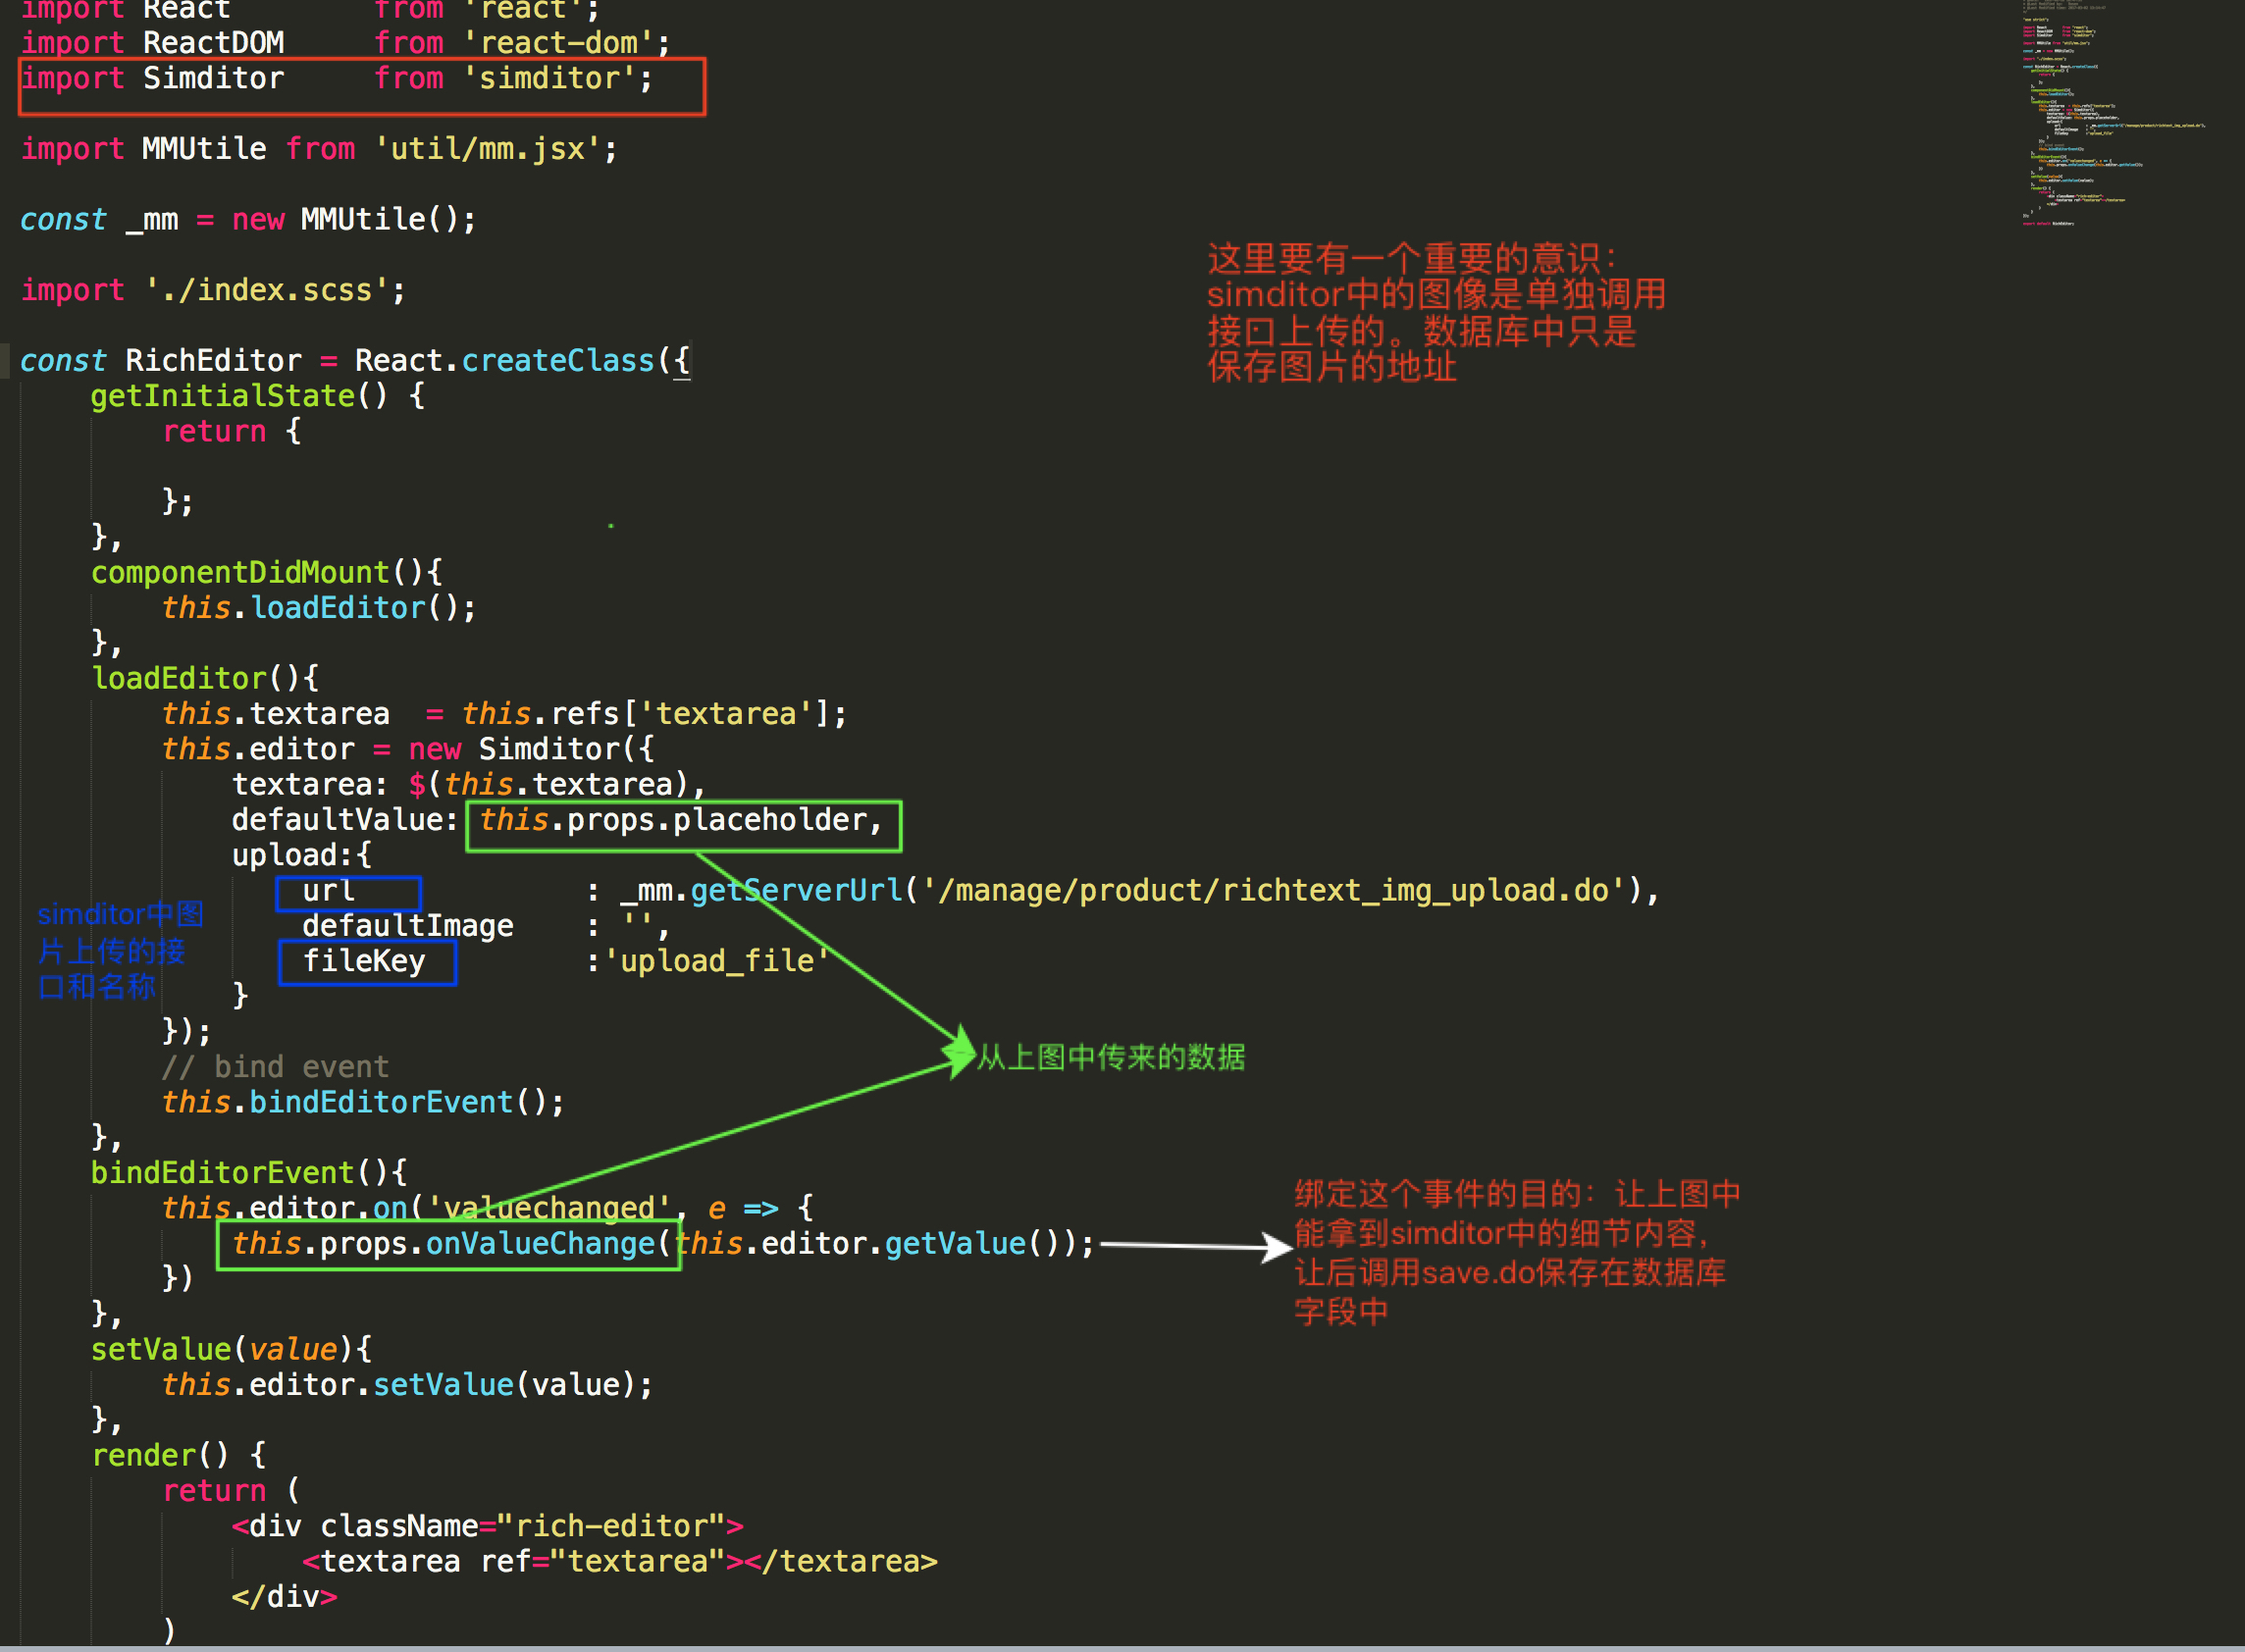 import React        from 'react';
import ReactDOM     from 'react-dom';
import Simditor     from 'simditor';
import MMUtile from 'util/mm.jsx';
const _mm = new MMUtile();
这里要有一个重要的意识：
simditor中的图像是单独调用
接口上传的。数据库中只是
保存图片的地址
import './index.scss';
const RichEditor = React.createClass({
    getInitialState() {
        return {
        };
    },
    componentDidMount(){
        this.loadEditor();
    },
    loadEditor(){
        this.textarea  = this.refs['textarea'];
        this.editor = new Simditor({
            textarea: $(this.textarea),
            defaultValue: this.props.placeholder,
            upload:{
                url             : _mm.getServerUrl('/manage/product/richtext_img_upload.do'),
                defaultImage    : '',
                fileKey         :'upload_file'
            }
simditor中图
片上传的接
口和名称
        });
        // bind event
从上图中传来的数据
        this.bindEditorEvent();
    },
    bindEditorEvent(){
        this.editor.on('valuechanged', e => {
            this.props.onValueChange(this.editor.getValue());
        })
    },
绑定这个事件的目的：让上图中
能拿到simditor中的细节内容，
让后调用save.do保存在数据库
字段中
    setValue(value){
        this.editor.setValue(value);
    },
    render() {
        return (
            <div className="rich-editor">
                <textarea ref="textarea"></textarea>
            </div>
        )